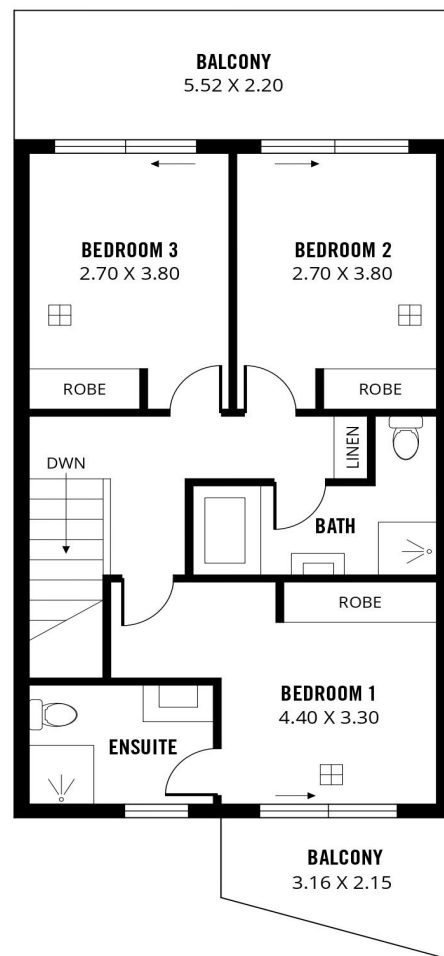 BALCONY
5.52 X 2.20
BEDROOM 3
2.70 X 3.80
BEDROOM 2
2.70 X 3.80
ROBE
ROBE
DWN
LINEN
BATH
ROBE
BEDROOM 1
4.40 X 3.30
ENSUITE
BALCONY
3.16 X 2.15